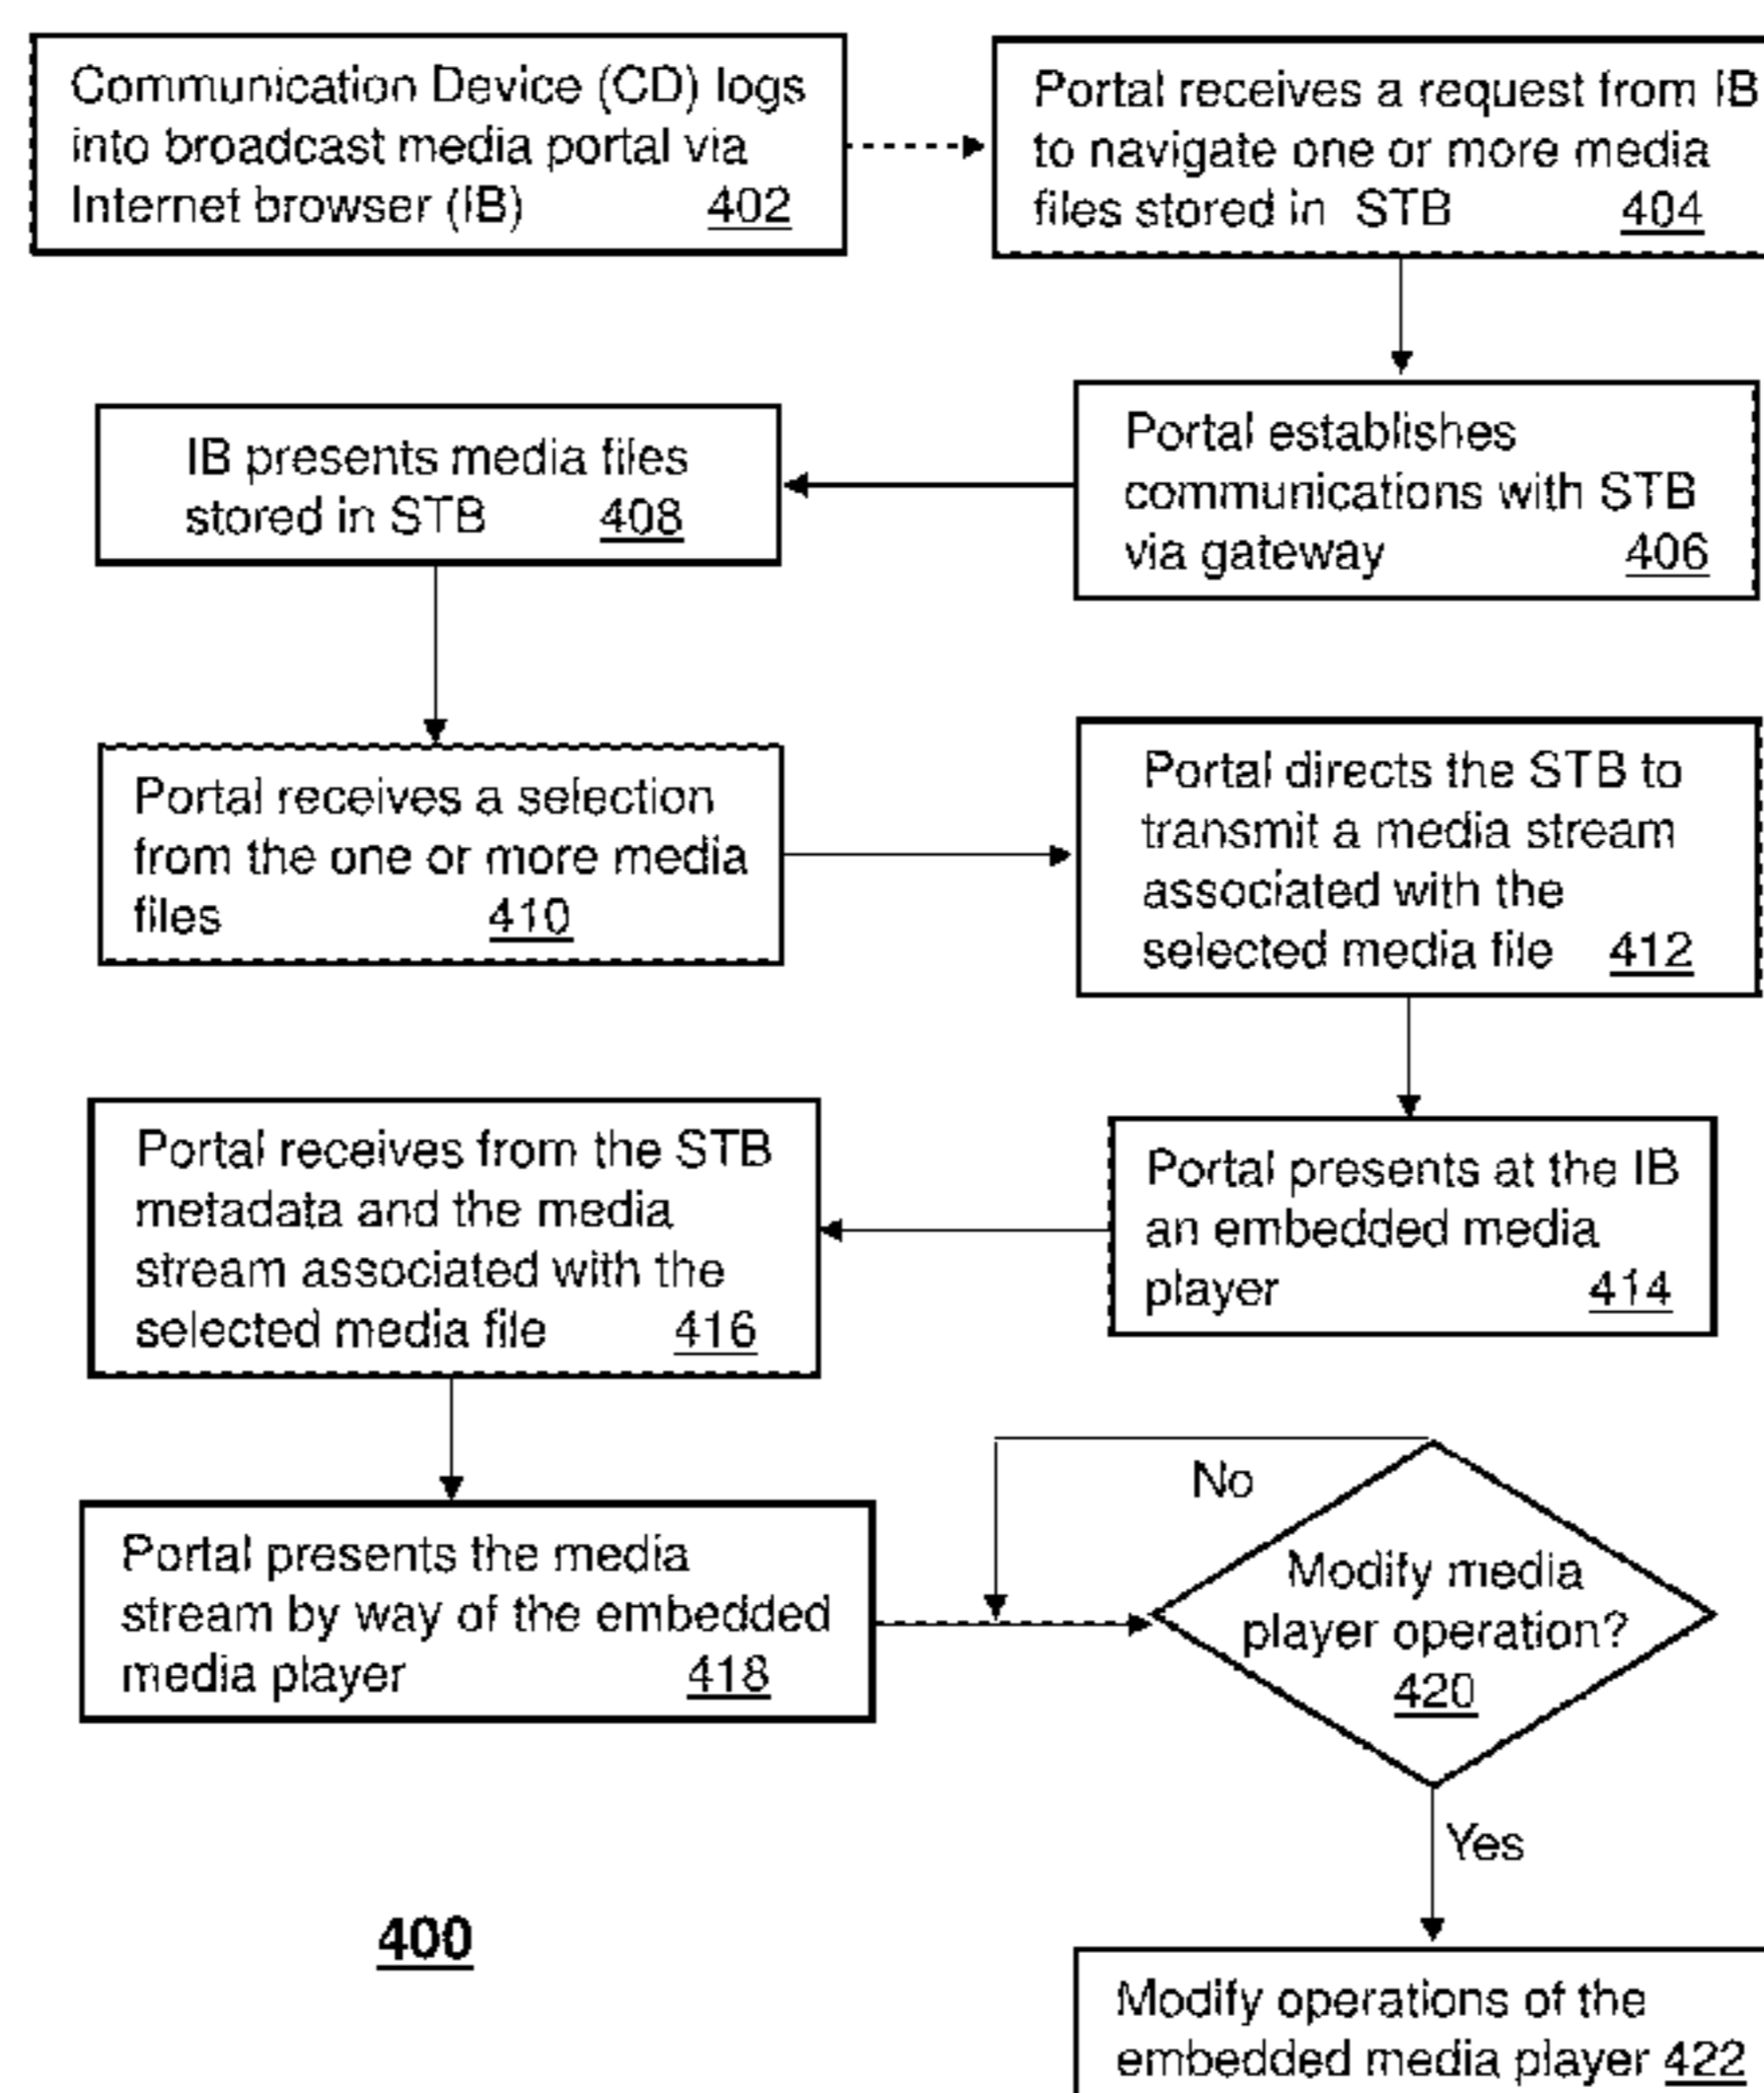 Communication Device (CD) logs
into broadcast media portal via
Internet browser (IB) 402
Portal receives a request from IB
to navigate one or more media
files stored in STB 404
Portal establishes
communications with STB
via gateway 406
IB presents media files
stored in STB 408
Portal receives a selection
from the one or more media
files 410
Portal directs the STB to
transmit a media stream
associated with the
selected media file 412
Portal presents at the IB
an embedded media
player 414
Portal receives from the STB
metadata and the media
stream associated with the
selected media file 416
Portal presents the media
stream by way of the embedded
media player 418
No
Modify media
player operation?
420
Yes
Modify operations of the
embedded media player 422
400